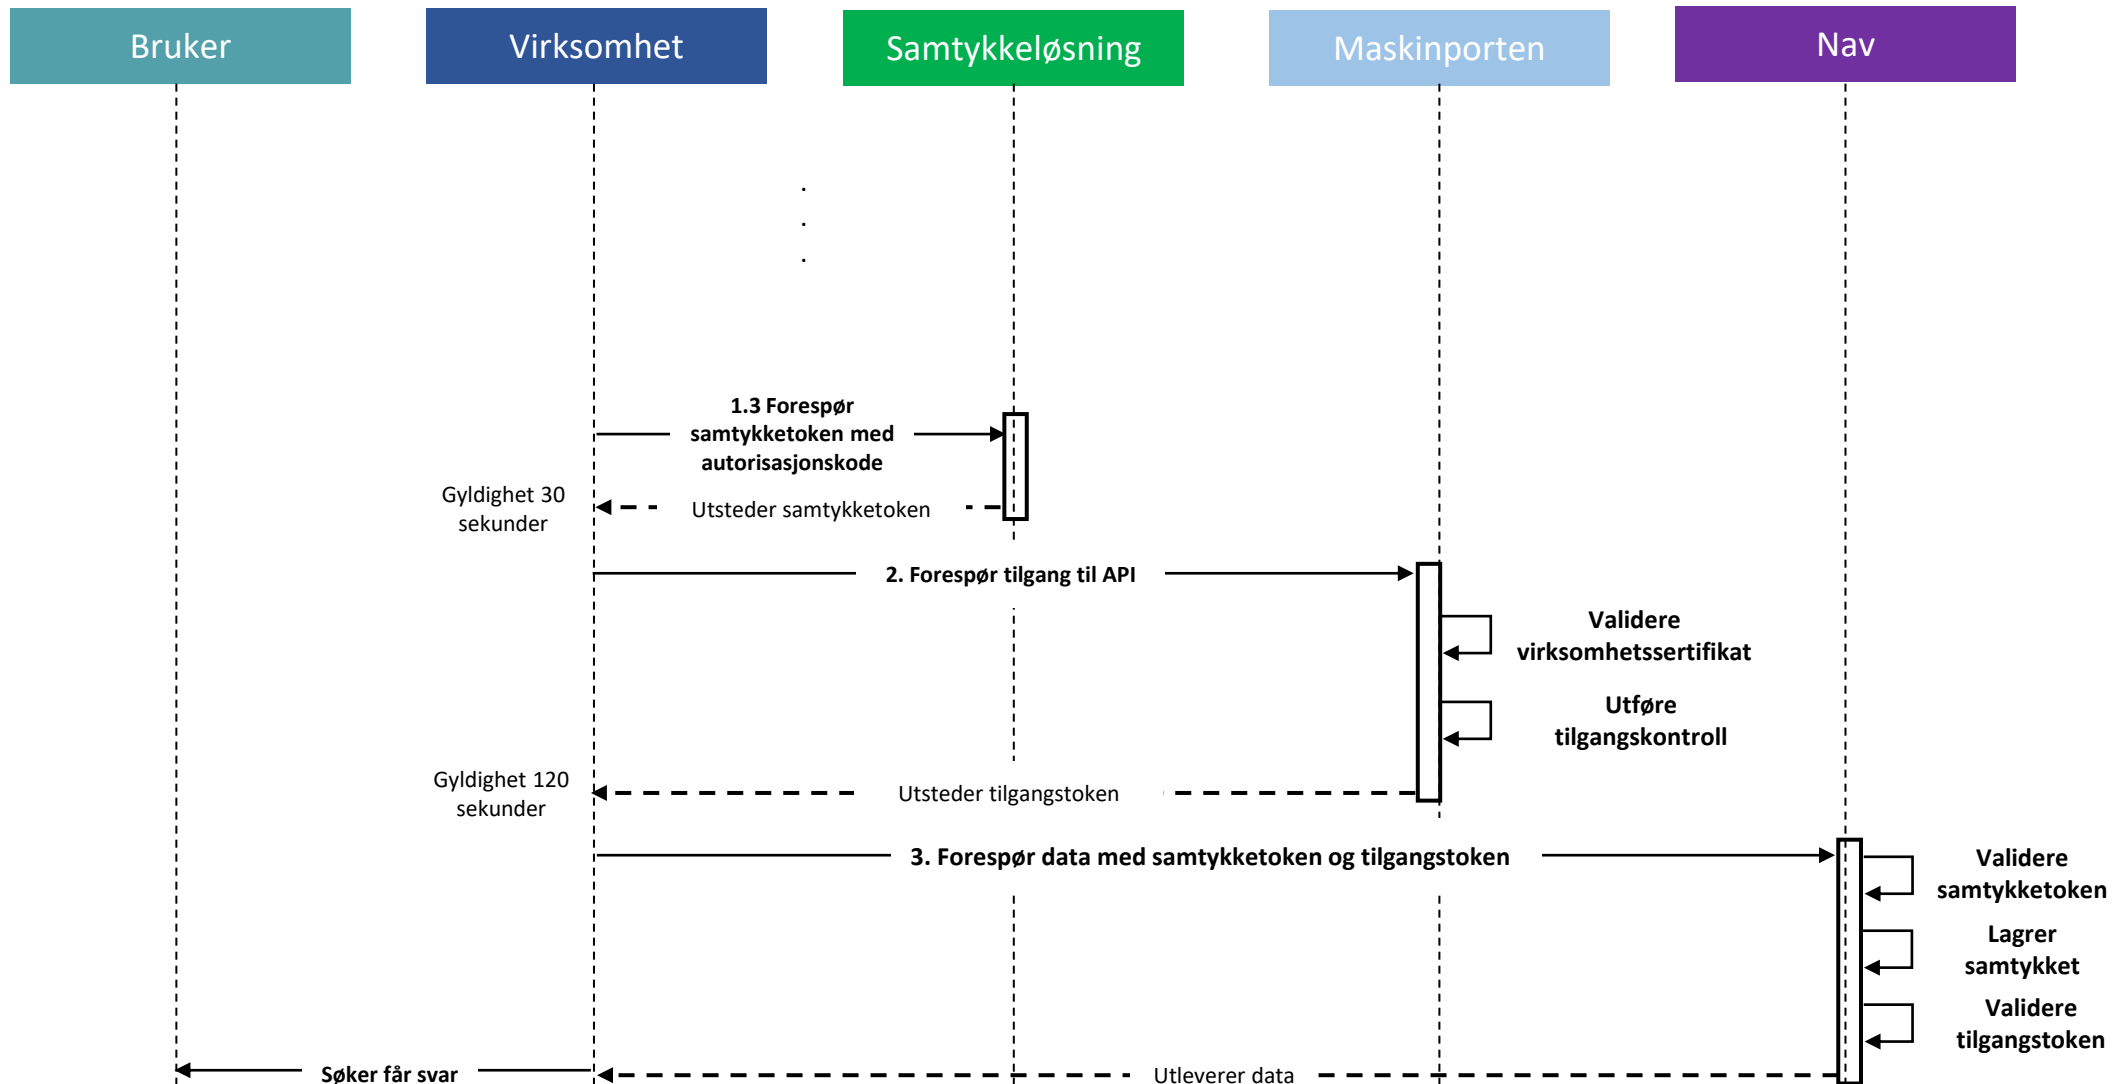 Bruker
Virksomhet
Samtykkeløsning
Maskinporten
Nav
.
.
.
1.3 Forespør
samtykketoken med
autorisasjonskode
Gyldighet 30
sekunder
Utsteder samtykketoken
2. Forespør tilgang til API
Validere
virksomhetssertifikat
Utføre
tilgangskontroll
Gyldighet 120
sekunder
Utsteder tilgangstoken
3. Forespør data med samtykketoken og tilgangstoken
Validere
samtykketoken
Lagrer
samtykket
Validere
tilgangstoken
Søker får svar
Utleverer data